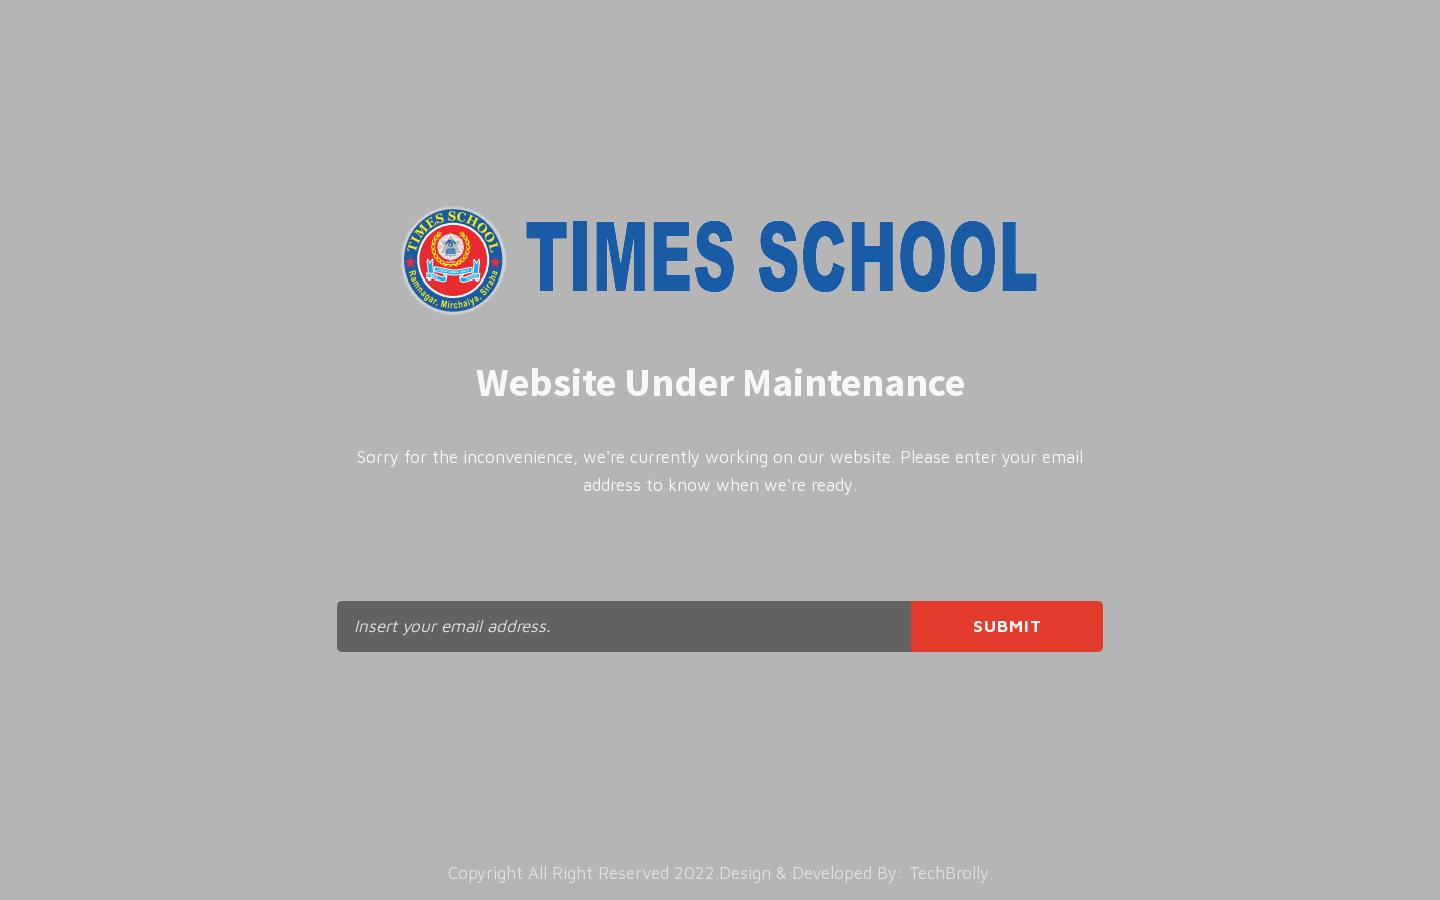 TIMES SCHOOL
Ramnagar, Mirchaiya, Siraha
TIMES SCHOOL
Website Under Maintenance
Sorry for the inconvenience, we're currently working on our website. Please enter your email
address to know when we're ready.
Insert your email address.
SUBMIT
Copyright All Right Reserved 2022.Design & Developed By: TechBrolly.